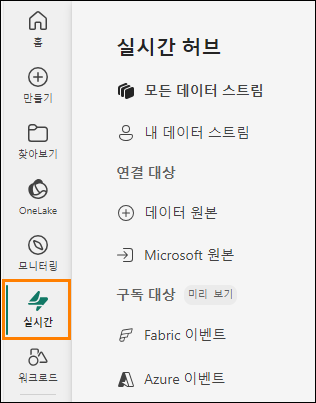 홈
만들기
찾아보기
OneLake
모니터링
실시간
워크로드
실시간 허브
모든 데이터 스트림
내 데이터 스트림
연결 대상
데이터 원본
Microsoft 원본
구독 대상 미리 보기
Fabric 이벤트
Azure 이벤트